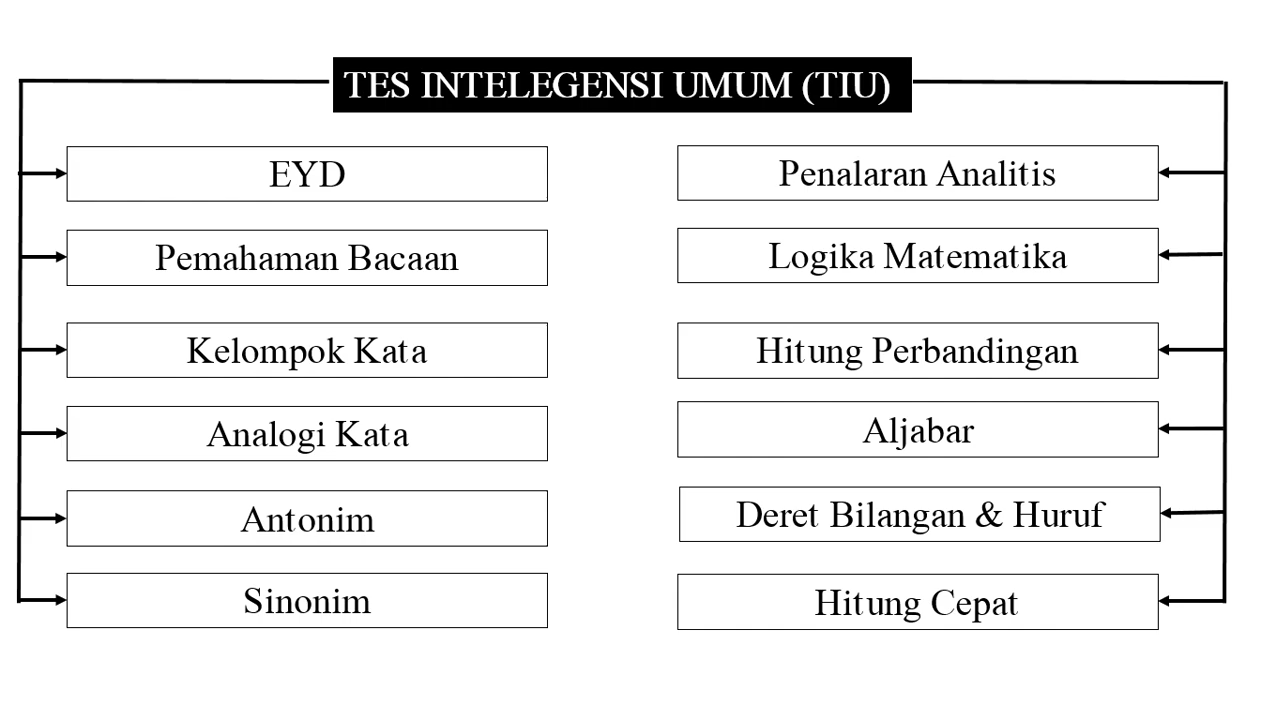 TES INTELEGENSI UMUM (TIU)
EYD
Pemahaman Bacaan
Kelompok Kata
Analogi Kata
Antonim
Sinonim
Penalaran Analitis
Logika Matematika
Hitung Perbandingan
Aljabar
Deret Bilangan & Huruf
Hitung Cepat